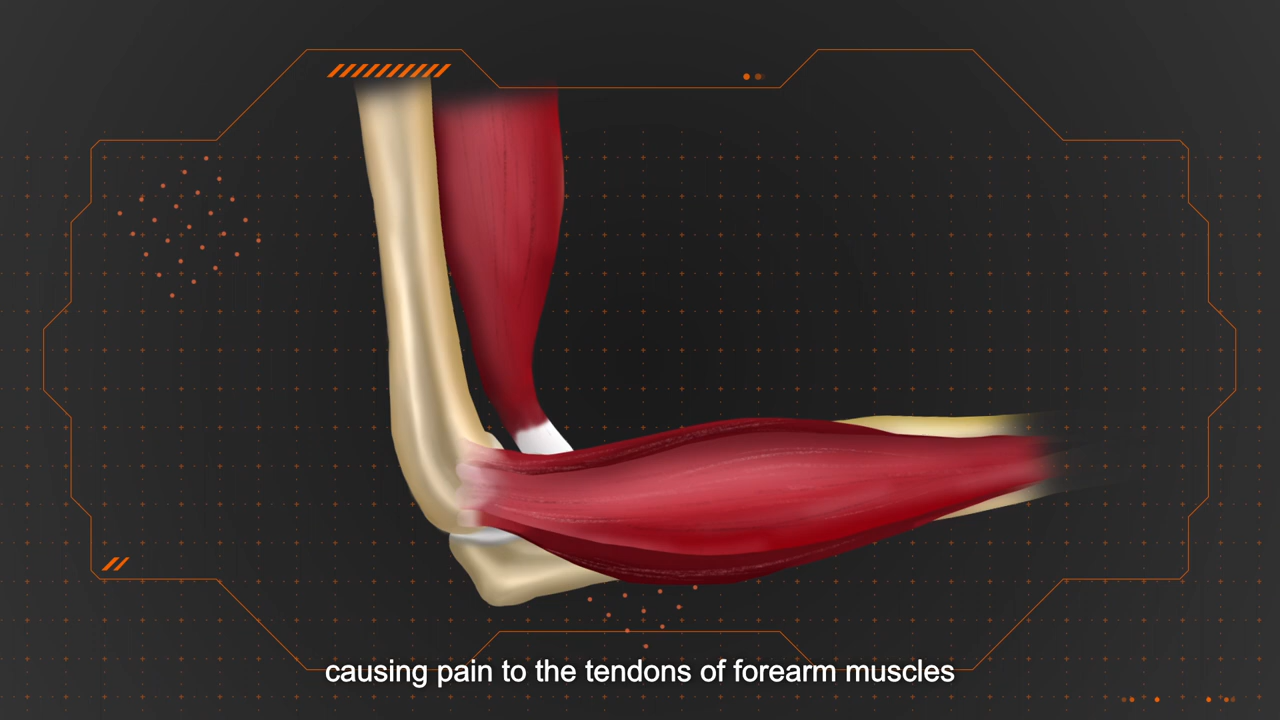 causing pain to the tendons of forearm muscles